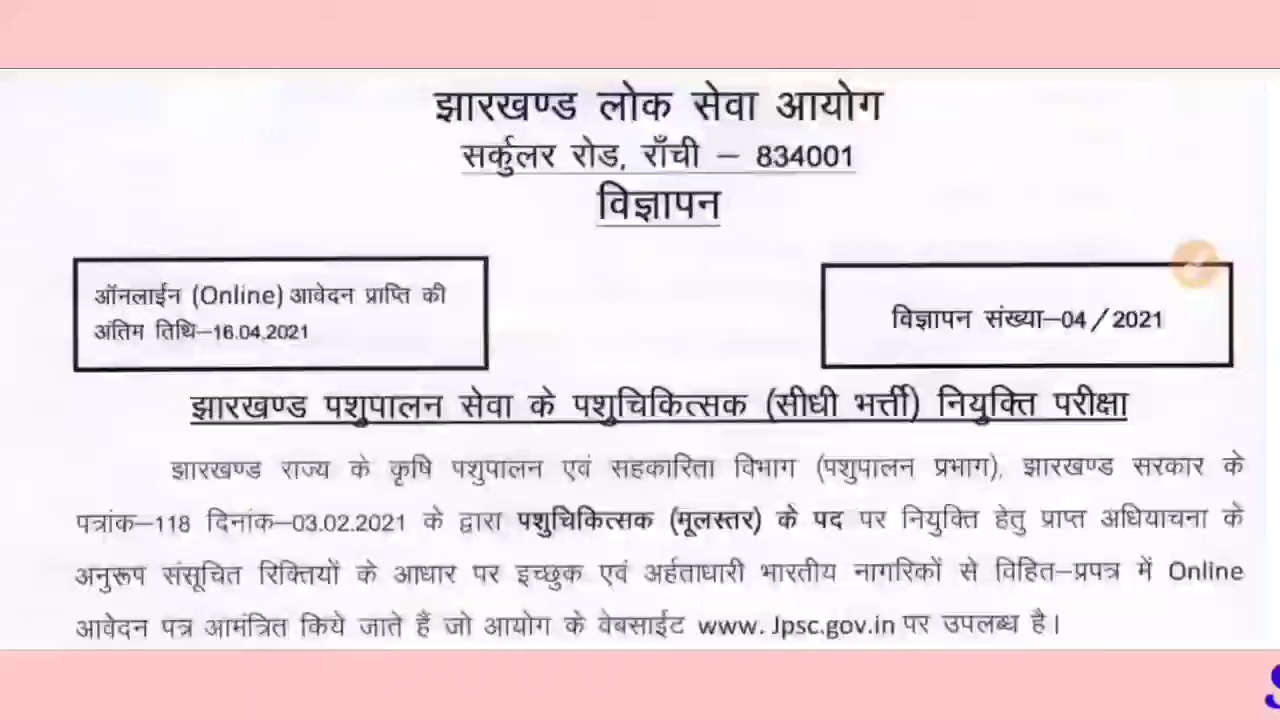 झारखण्ड लोक सेवा आयोग
सर्कुलर रोड, राँची – 834001
विज्ञापन
ऑनलाईन (Online) आवेदन प्राप्ति की
अंतिम तिथि–16.04.2021
विज्ञापन संख्या–04/2021
झारखण्ड पशुपालन सेवा के पशुचिकित्सक (सीधी भर्त्ती) नियुक्ति परीक्षा
झारखण्ड राज्य के कृषि पशुपालन एवं सहकारिता विभाग (पशुपालन प्रभाग), झारखण्ड सरकार के
पत्रांक–118 दिनांक–03.02.2021 के द्वारा पशुचिकित्सक (मूलस्तर) के पद पर नियुक्ति हेतु प्राप्त अधियाचना के
अनुरूप संसूचित रिक्तियों के आधार पर इच्छुक एवं अर्हताधारी भारतीय नागरिकों से विहित–प्रपत्र में Online
आवेदन पत्र आमंत्रित किये जाते हैं जो आयोग के वेबसाईट www. Jpsc.gov.in पर उपलब्ध है।